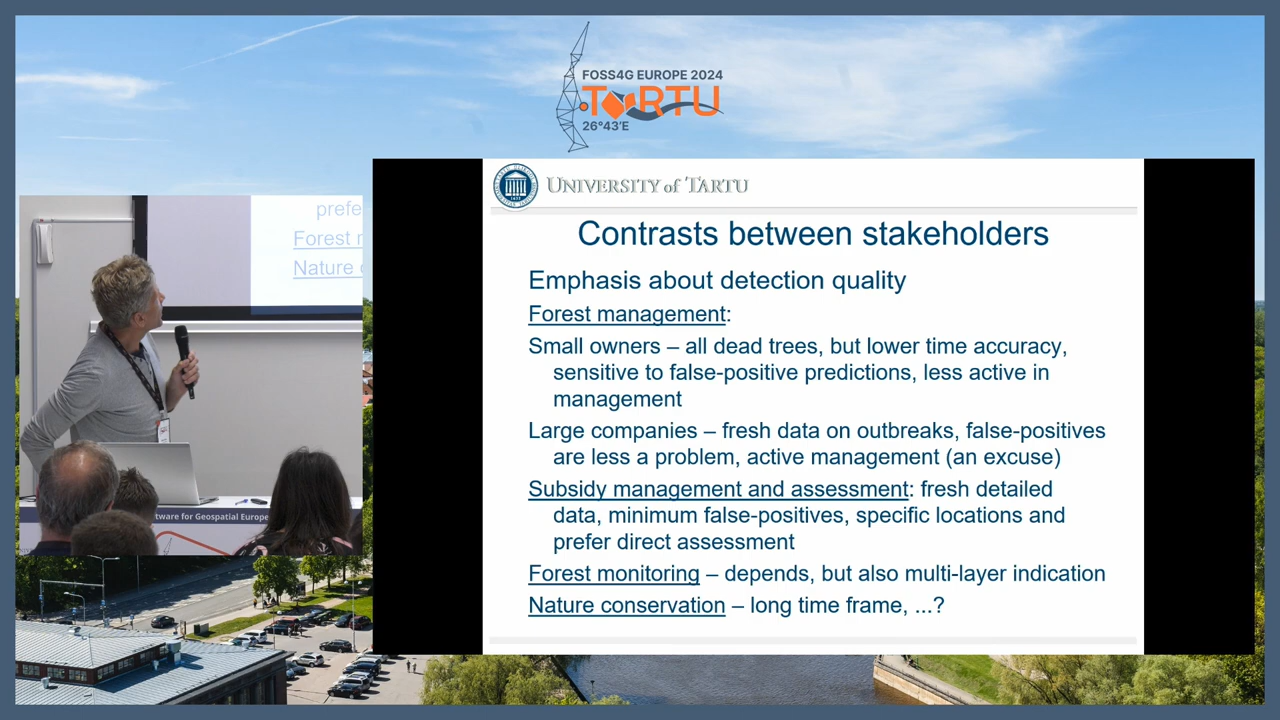 FOSS4G EUROPE 2024
TORTU
26°43'E
UNIVERSITY of TARTU
Contrasts between stakeholders
Emphasis about detection quality
Forest management:
Small owners – all dead trees, but lower time accuracy,
sensitive to false-positive predictions, less active in
management
Large companies – fresh data on outbreaks, false-positives
are less a problem, active management (an excuse)
Subsidy management and assessment: fresh detailed
data, minimum false-positives, specific locations and
prefer direct assessment
Forest monitoring – depends, but also multi-layer indication
Nature conservation – long time frame, ...?
prefe
Forest
Nature
tware for Geospatial Europe